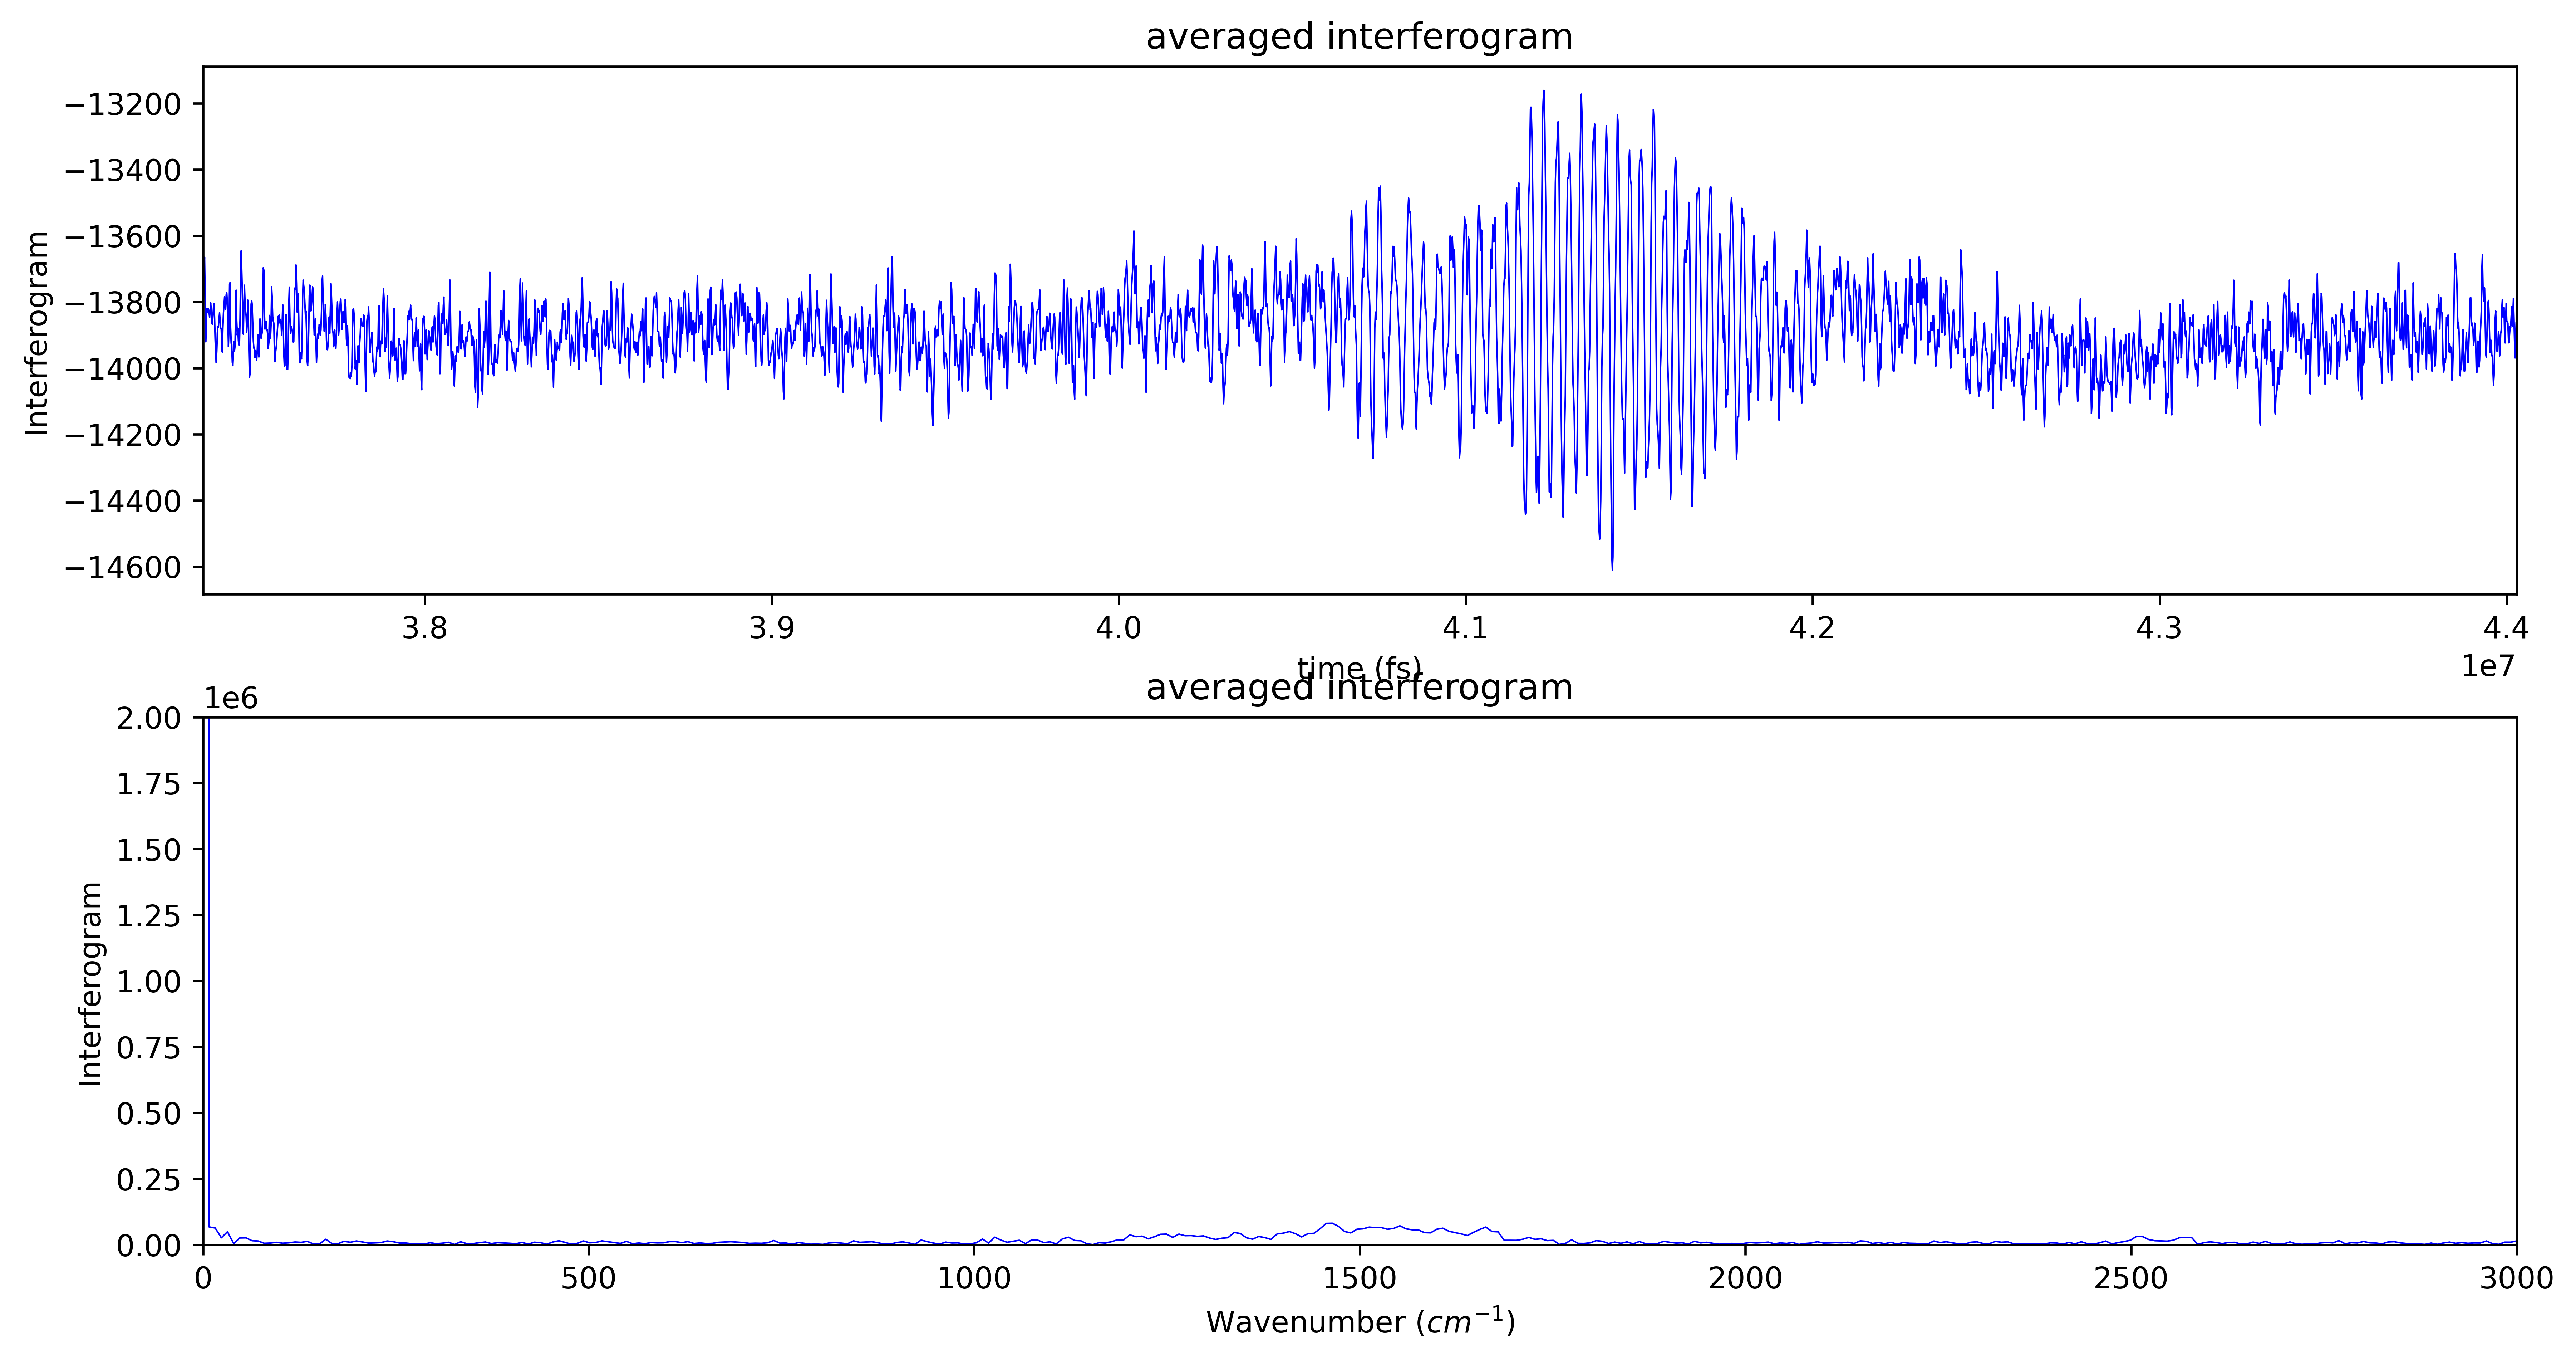 averaged interferogram
Interferogram
−13200
−13400
−13600
−13800
−14000
−14200
−14400
−14600
3.8 3.9 4.0 4.1 4.2 4.3 4.4
1e7
time (fs)
averaged interferogram
1e6
Interferogram
2.00
1.75
1.50
1.25
1.00
0.75
0.50
0.25
0.00
0 500 1000 1500 2000 2500 3000
Wavenumber (cm⁻¹)